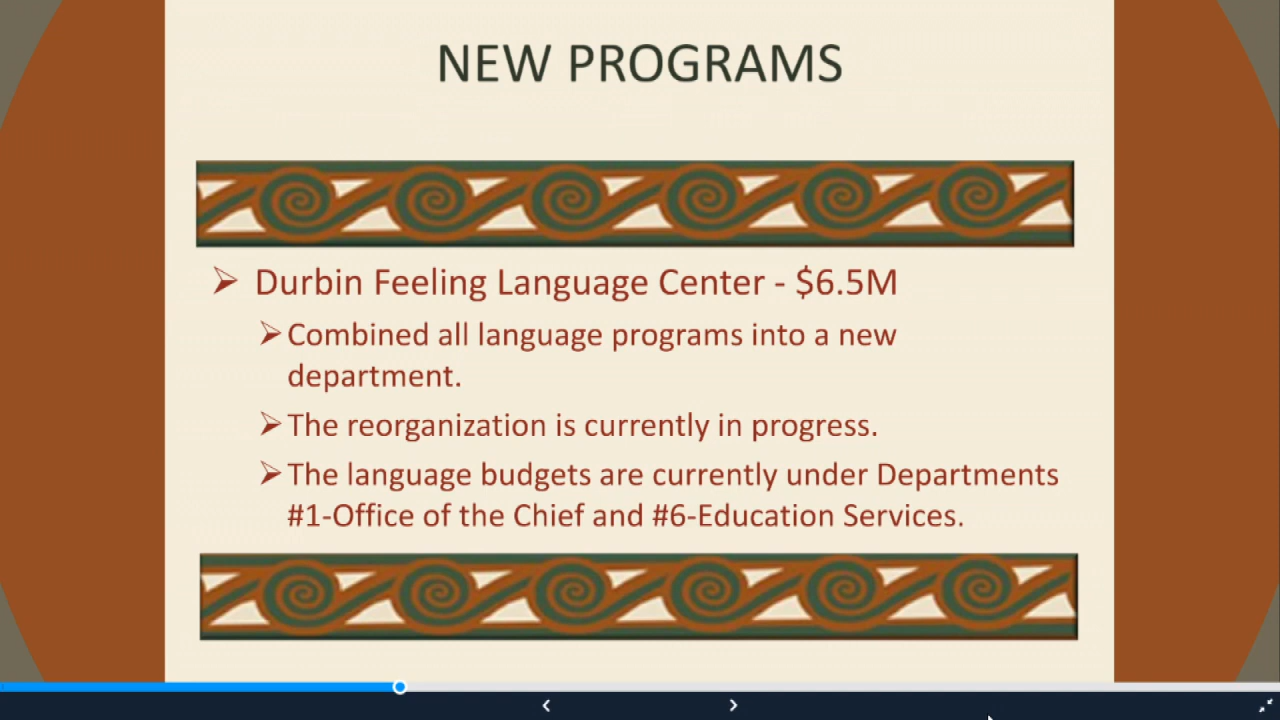 NEW PROGRAMS
Durbin Feeling Language Center - $6.5M
Combined all language programs into a new
department.
The reorganization is currently in progress.
The language budgets are currently under Departments
#1-Office of the Chief and #6-Education Services.